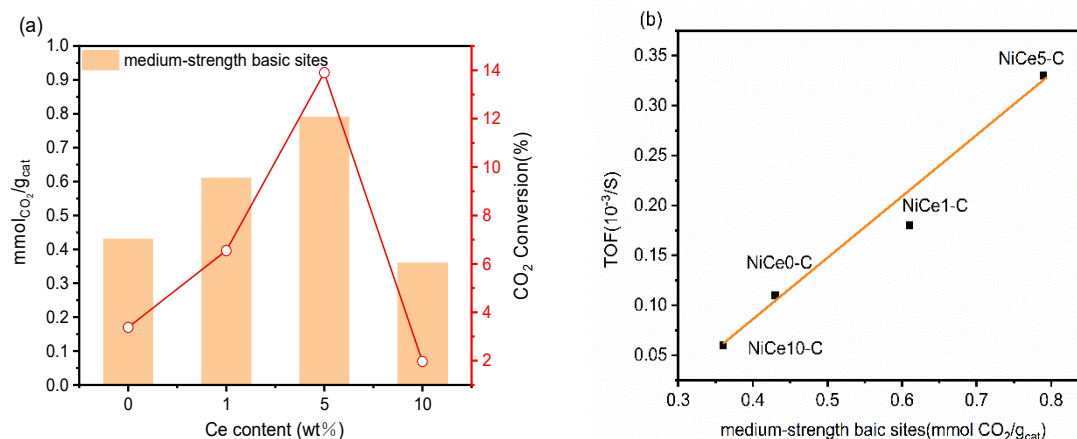 (a)
medium-strength basic sites
1.0
0.9
0.8
0.7
0.6
0.5
0.4
0.3
0.2
0.1
0.0
mmol_CO₂/g_cat
14
12
10
8
6
4
2
CO₂ Conversion(%)
0 1 5 10
Ce content (wt%)
(b)
0.35
0.30
0.25
0.20
0.15
0.10
0.05
TOF(10⁻³/S)
NiCe5-C
NiCe1-C
NiCe0-C
NiCe10-C
0.3 0.4 0.5 0.6 0.7 0.8
medium-strength baic sites(mmol CO₂/g_cat)